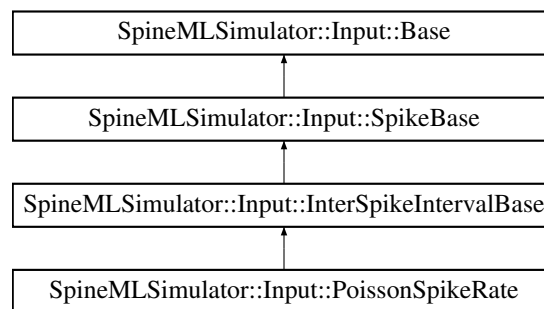 SpineMLSimulator::Input::Base
SpineMLSimulator::Input::SpikeBase
SpineMLSimulator::Input::InterSpikeIntervalBase
SpineMLSimulator::Input::PoissonSpikeRate